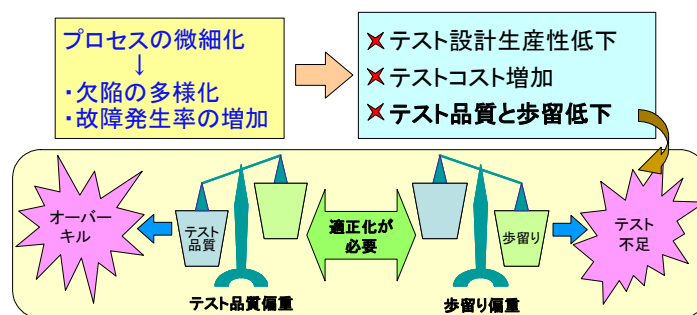 プロセスの微細化
↓
・欠陥の多様化
・故障発生率の増加
テスト設計生産性低下
テストコスト増加
テスト品質と歩留低下
オーバー
キル
テスト
品質
適正化が
必要
歩留り
テスト
不足
テスト品質偏重
歩留り偏重